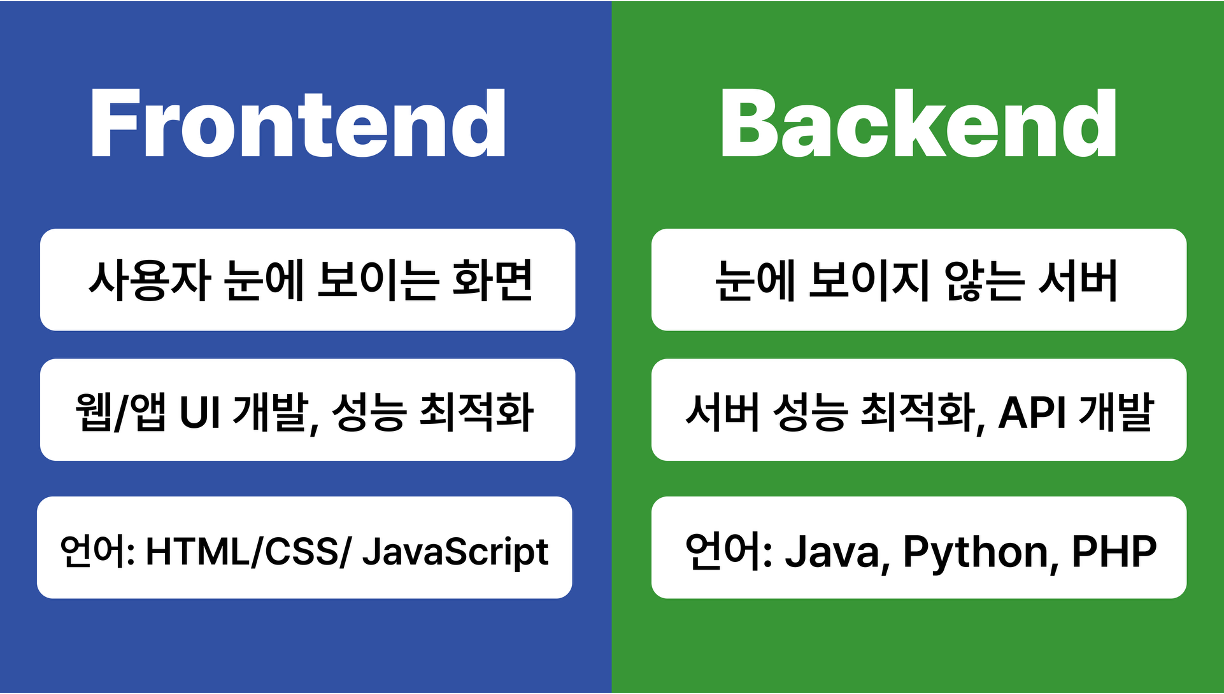 Frontend
사용자 눈에 보이는 화면
웹/앱 UI 개발, 성능 최적화
언어: HTML/CSS/ JavaScript
Backend
눈에 보이지 않는 서버
서버 성능 최적화, API 개발
언어: Java, Python, PHP